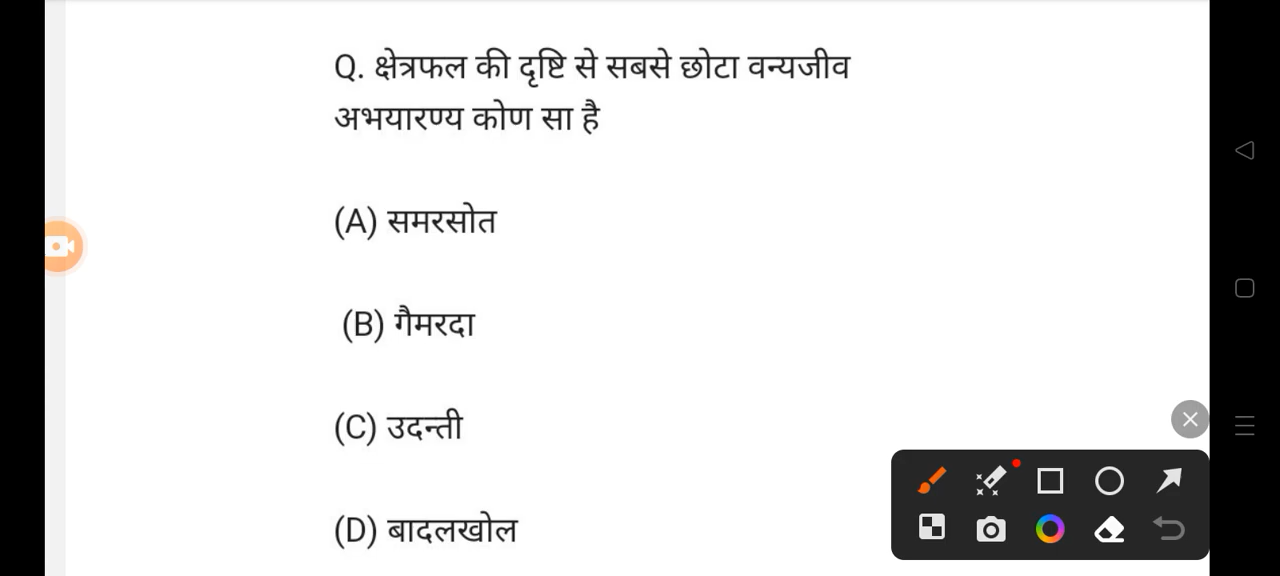 Q. क्षेत्रफल की दृष्टि से सबसे छोटा वन्यजीव
अभयारण्य कोण सा है
(A) समरसोत
(B) गैमरदा
(C) उदन्ती
(D) बादलखोल